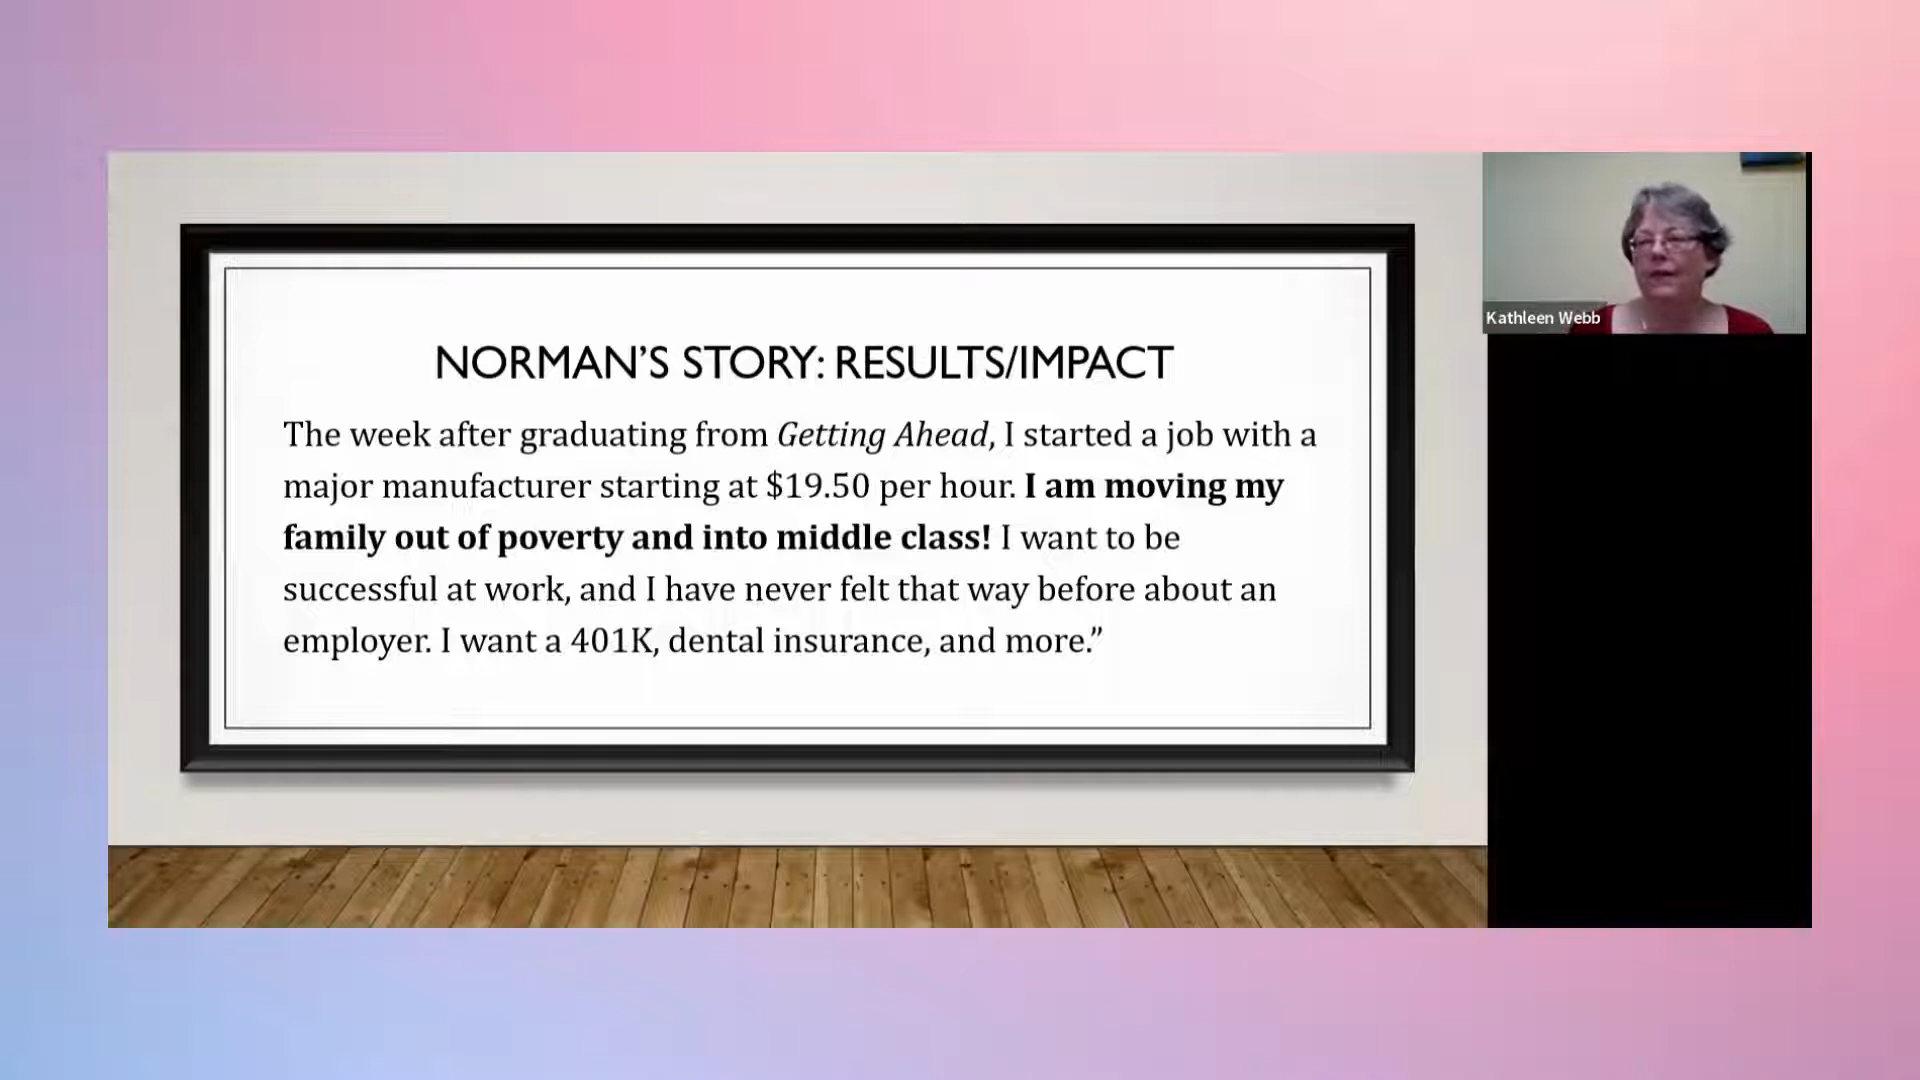 NORMAN’S STORY: RESULTS/IMPACT
The week after graduating from Getting Ahead, I started a job with a
major manufacturer starting at $19.50 per hour. I am moving my
family out of poverty and into middle class! I want to be
successful at work, and I have never felt that way before about an
employer. I want a 401K, dental insurance, and more.”
Kathleen Webb